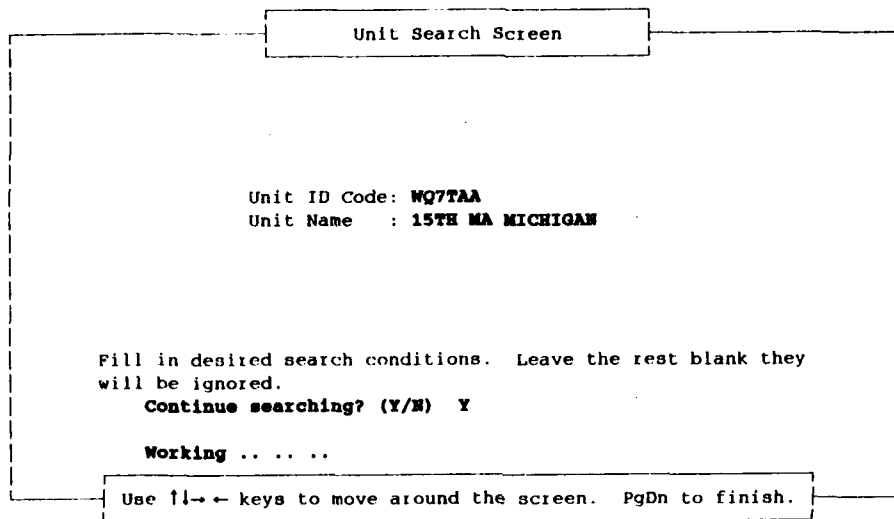 Unit Search Screen
Unit ID Code: WQ7TAA
Unit Name   : 15TH MA MICHIGAN
Fill in desired search conditions.  Leave the rest blank they
will be ignored.
Continue searching? (Y/N)  Y
Working .. .. ..
Use ↑↓→ ← keys to move around the screen.  PgDn to finish.